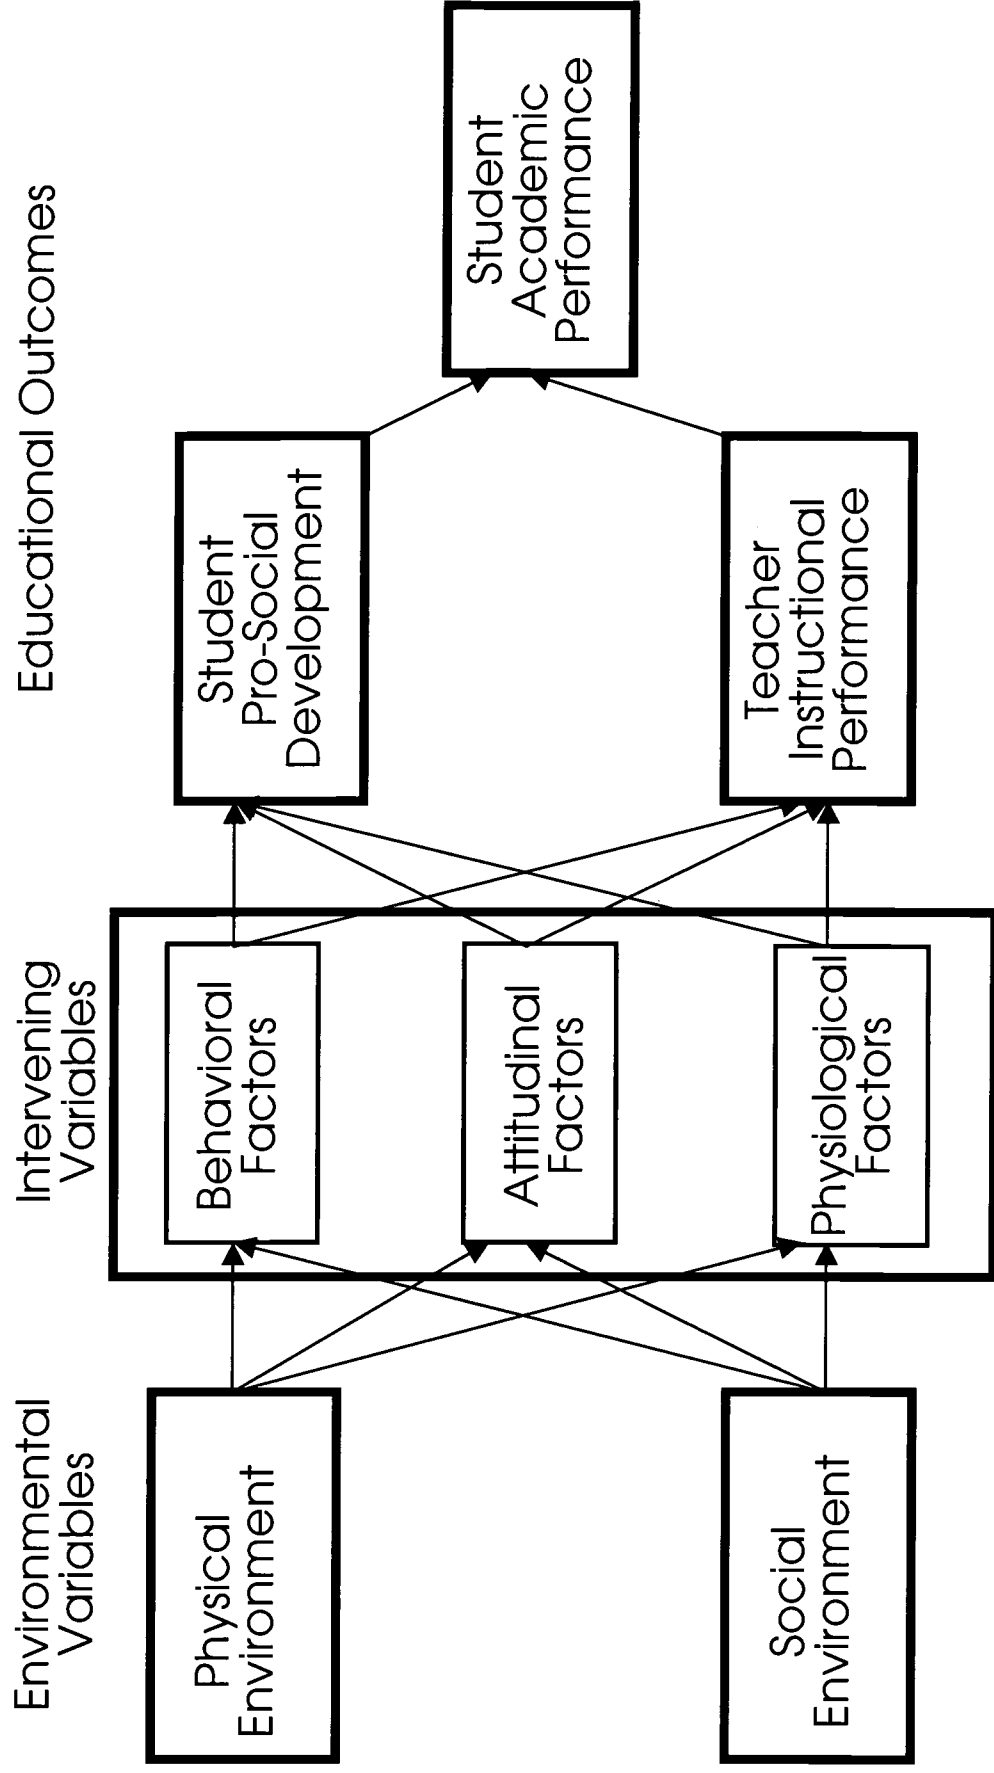 Environmental
Variables
Intervening
Variables
Educational Outcomes
Physical
Environment
Social
Environment
Behavioral
Factors
Attitudinal
Factors
Physiological
Factors
Student
Pro-Social
Development
Teacher
Instructional
Performance
Student
Academic
Performance